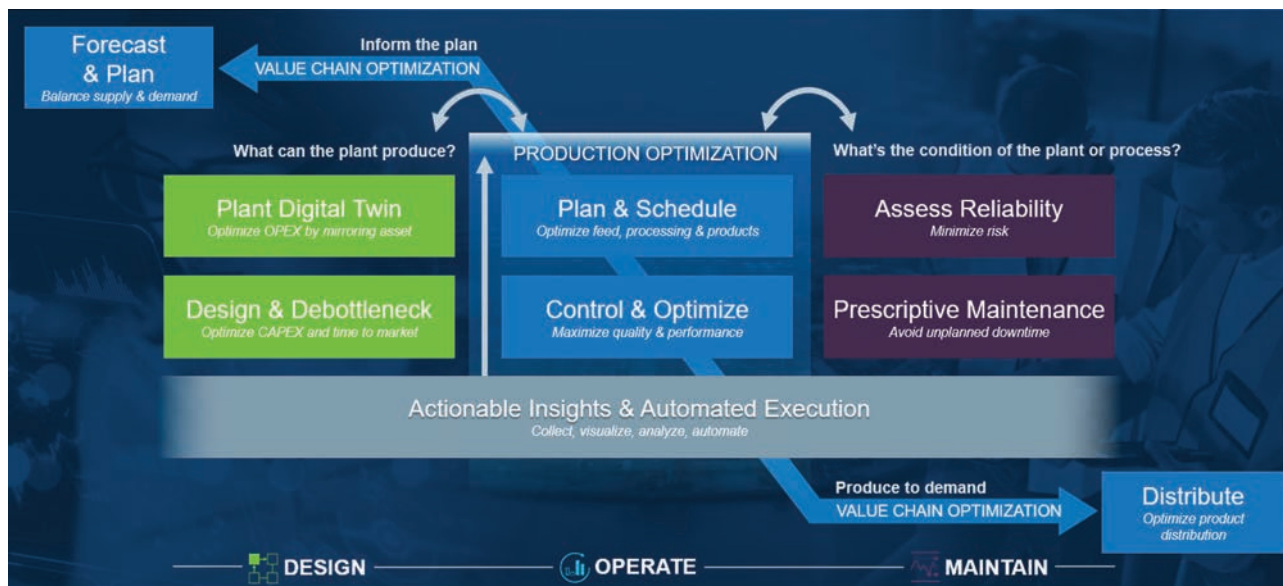 Forecast
& Plan
Balance supply & demand
Inform the plan
VALUE CHAIN OPTIMIZATION
What can the plant produce?
PRODUCTION OPTIMIZATION
What's the condition of the plant or process?
Plant Digital Twin
Optimize OPEX by mirroring asset
Plan & Schedule
Optimize feed, processing & products
Assess Reliability
Minimize risk
Design & Debottleneck
Optimize CAPEX and time to market
Control & Optimize
Maximize quality & performance
Prescriptive Maintenance
Avoid unplanned downtime
Actionable Insights & Automated Execution
Collect, visualize, analyze, automate
Produce to demand
VALUE CHAIN OPTIMIZATION
Distribute
Optimize product
distribution
DESIGN
OPERATE
MAINTAIN